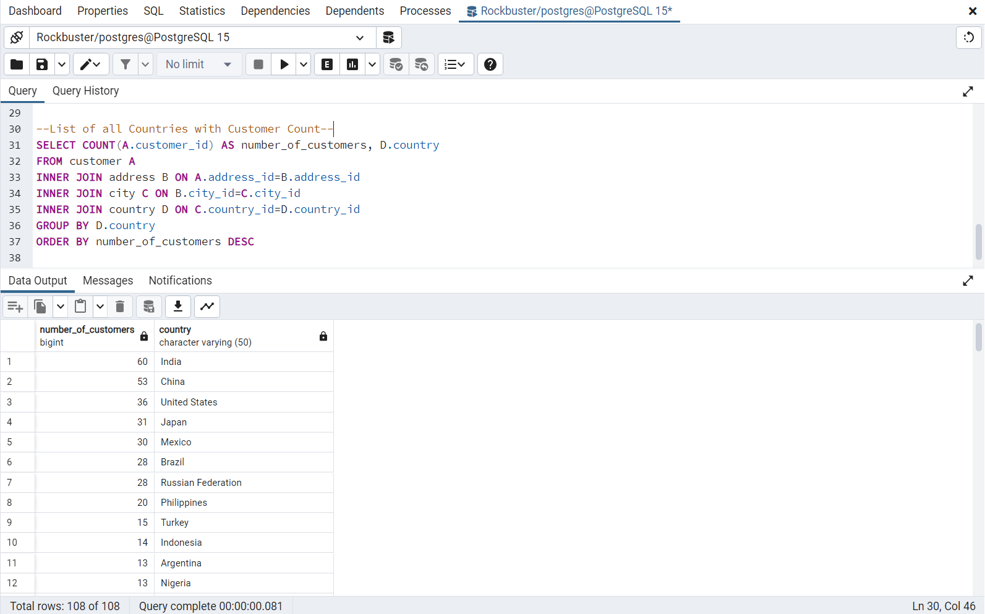 Dashboard Properties SQL Statistics Dependencies Dependents Processes Rockbuster/postgres@PostgreSQL 15*
Rockbuster/postgres@PostgreSQL 15
No limit E
Query Query History
29
30 --List of all Countries with Customer Count--
31 SELECT COUNT(A.customer_id) AS number_of_customers, D.country
32 FROM customer A
33 INNER JOIN address B ON A.address_id=B.address_id
34 INNER JOIN city C ON B.city_id=C.city_id
35 INNER JOIN country D ON C.country_id=D.country_id
36 GROUP BY D.country
37 ORDER BY number_of_customers DESC
38
Data Output Messages Notifications
number_of_customers country
bigint character varying (50)
1 60 India
2 53 China
3 36 United States
4 31 Japan
5 30 Mexico
6 28 Brazil
7 28 Russian Federation
8 20 Philippines
9 15 Turkey
10 14 Indonesia
11 13 Argentina
12 13 Nigeria
Total rows: 108 of 108 Query complete 00:00:00.081 Ln 30, Col 46